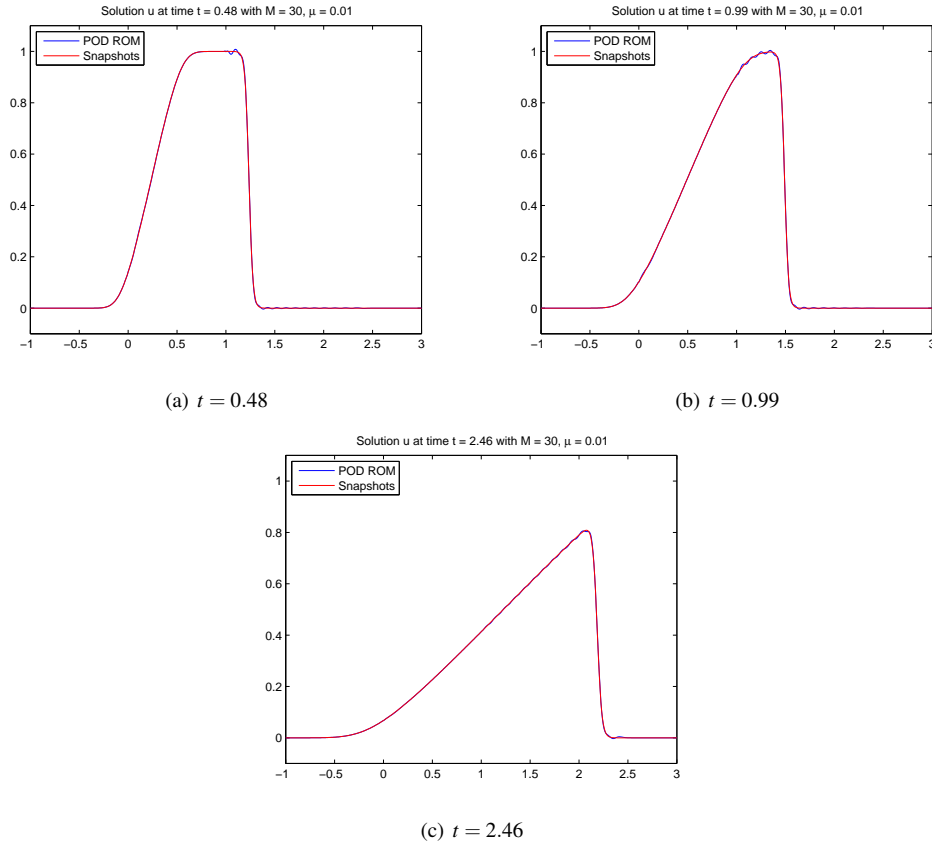 Solution u at time t = 0.48 with M = 30, μ = 0.01
POD ROM
Snapshots
1
0.8
0.6
0.4
0.2
0
−1 −0.5 0 0.5 1 1.5 2 2.5 3
(a) t = 0.48
Solution u at time t = 0.99 with M = 30, μ = 0.01
POD ROM
Snapshots
1
0.8
0.6
0.4
0.2
0
−1 −0.5 0 0.5 1 1.5 2 2.5 3
(b) t = 0.99
Solution u at time t = 2.46 with M = 30, μ = 0.01
POD ROM
Snapshots
1
0.8
0.6
0.4
0.2
0
−1 −0.5 0 0.5 1 1.5 2 2.5 3
(c) t = 2.46